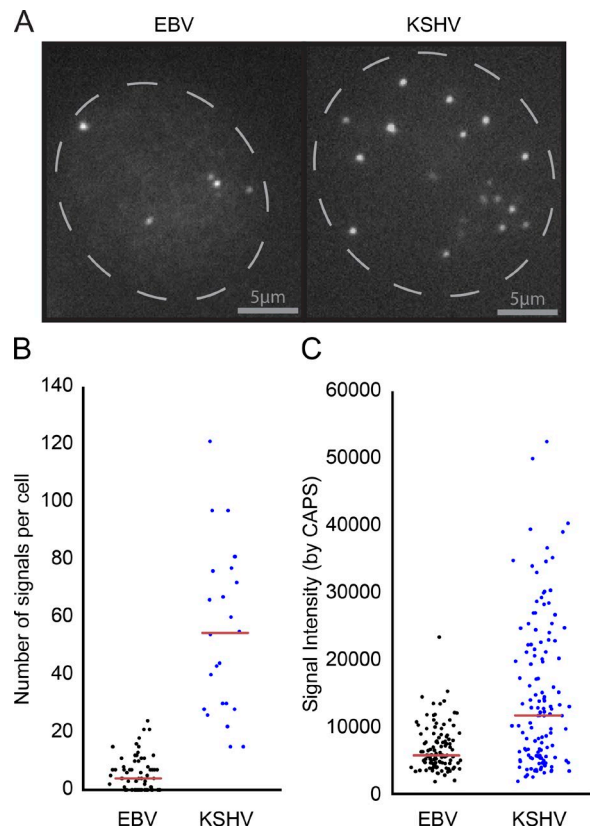 A
EBV
KSHV
5µm
5µm
B
Number of signals per cell
140
120
100
80
60
40
20
0
EBV
KSHV
C
Signal Intensity (by CAPS)
60000
50000
40000
30000
20000
10000
0
EBV
KSHV